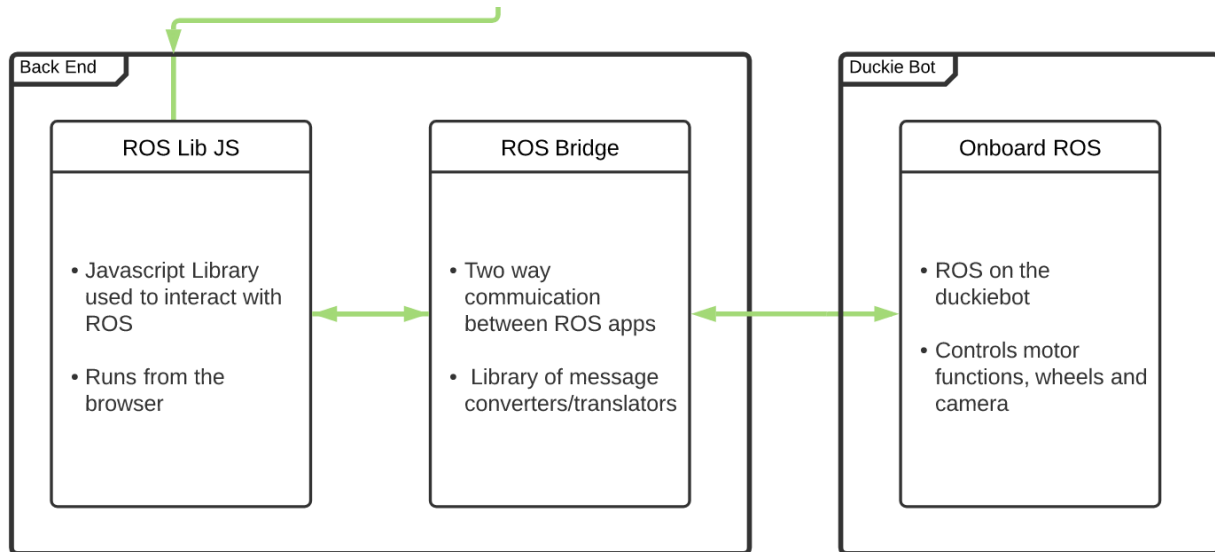 Back End
ROS Lib JS
• Javascript Library
used to interact with
ROS
• Runs from the
browser
ROS Bridge
• Two way
commuication
between ROS apps
• Library of message
converters/translators
Duckie Bot
Onboard ROS
• ROS on the
duckiebot
• Controls motor
functions, wheels and
camera